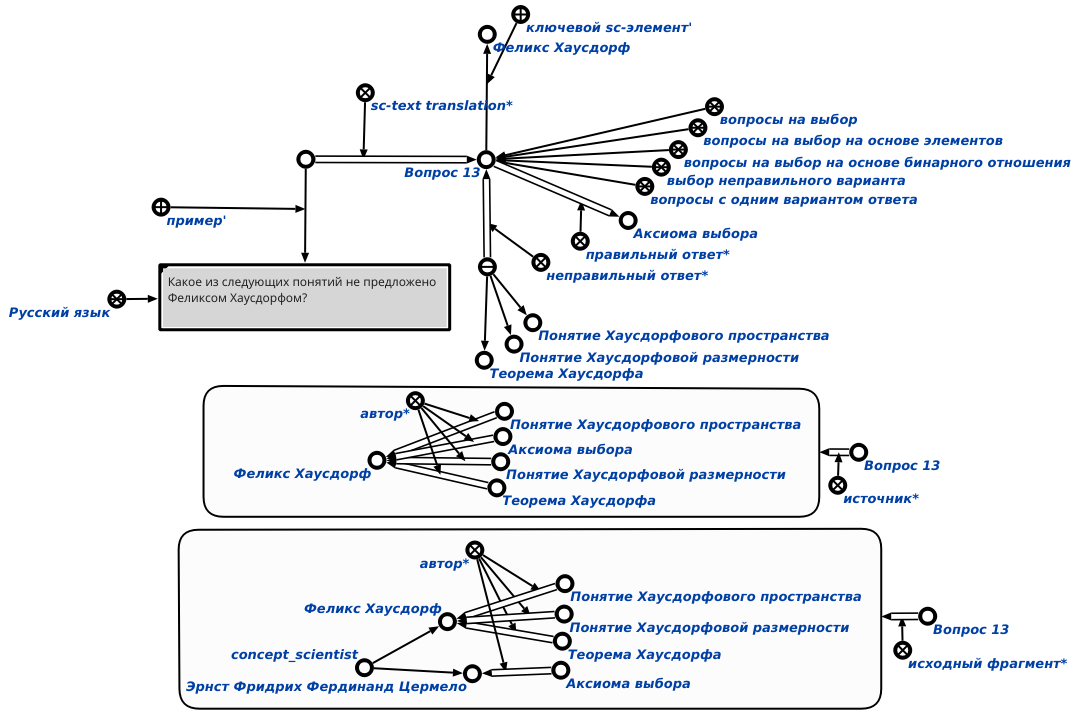 ключевой sc-элемент'
Феликс Хаусдорф
sc-text translation*
вопросы на выбор
вопросы на выбор на основе элементов
вопросы на выбор на основе бинарного отношения
Вопрос 13
выбор неправильного варианта
вопросы с одним вариантом ответа
пример'
Аксиома выбора
правильный ответ*
неправильный ответ*
Какое из следующих понятий не предложено
Феликсом Хаусдорфом?
Русский язык
Понятие Хаусдорфового пространства
Понятие Хаусдорфовой размерности
Теорема Хаусдорфа
автор*
Понятие Хаусдорфового пространства
Аксиома выбора
Феликс Хаусдорф
Понятие Хаусдорфовой размерности
Теорема Хаусдорфа
Вопрос 13
источник*
автор*
Понятие Хаусдорфового пространства
Феликс Хаусдорф
Понятие Хаусдорфовой размерности
concept_scientist
Теорема Хаусдорфа
Эрнст Фридрих Фердинанд Цермело
Аксиома выбора
Вопрос 13
исходный фрагмент*